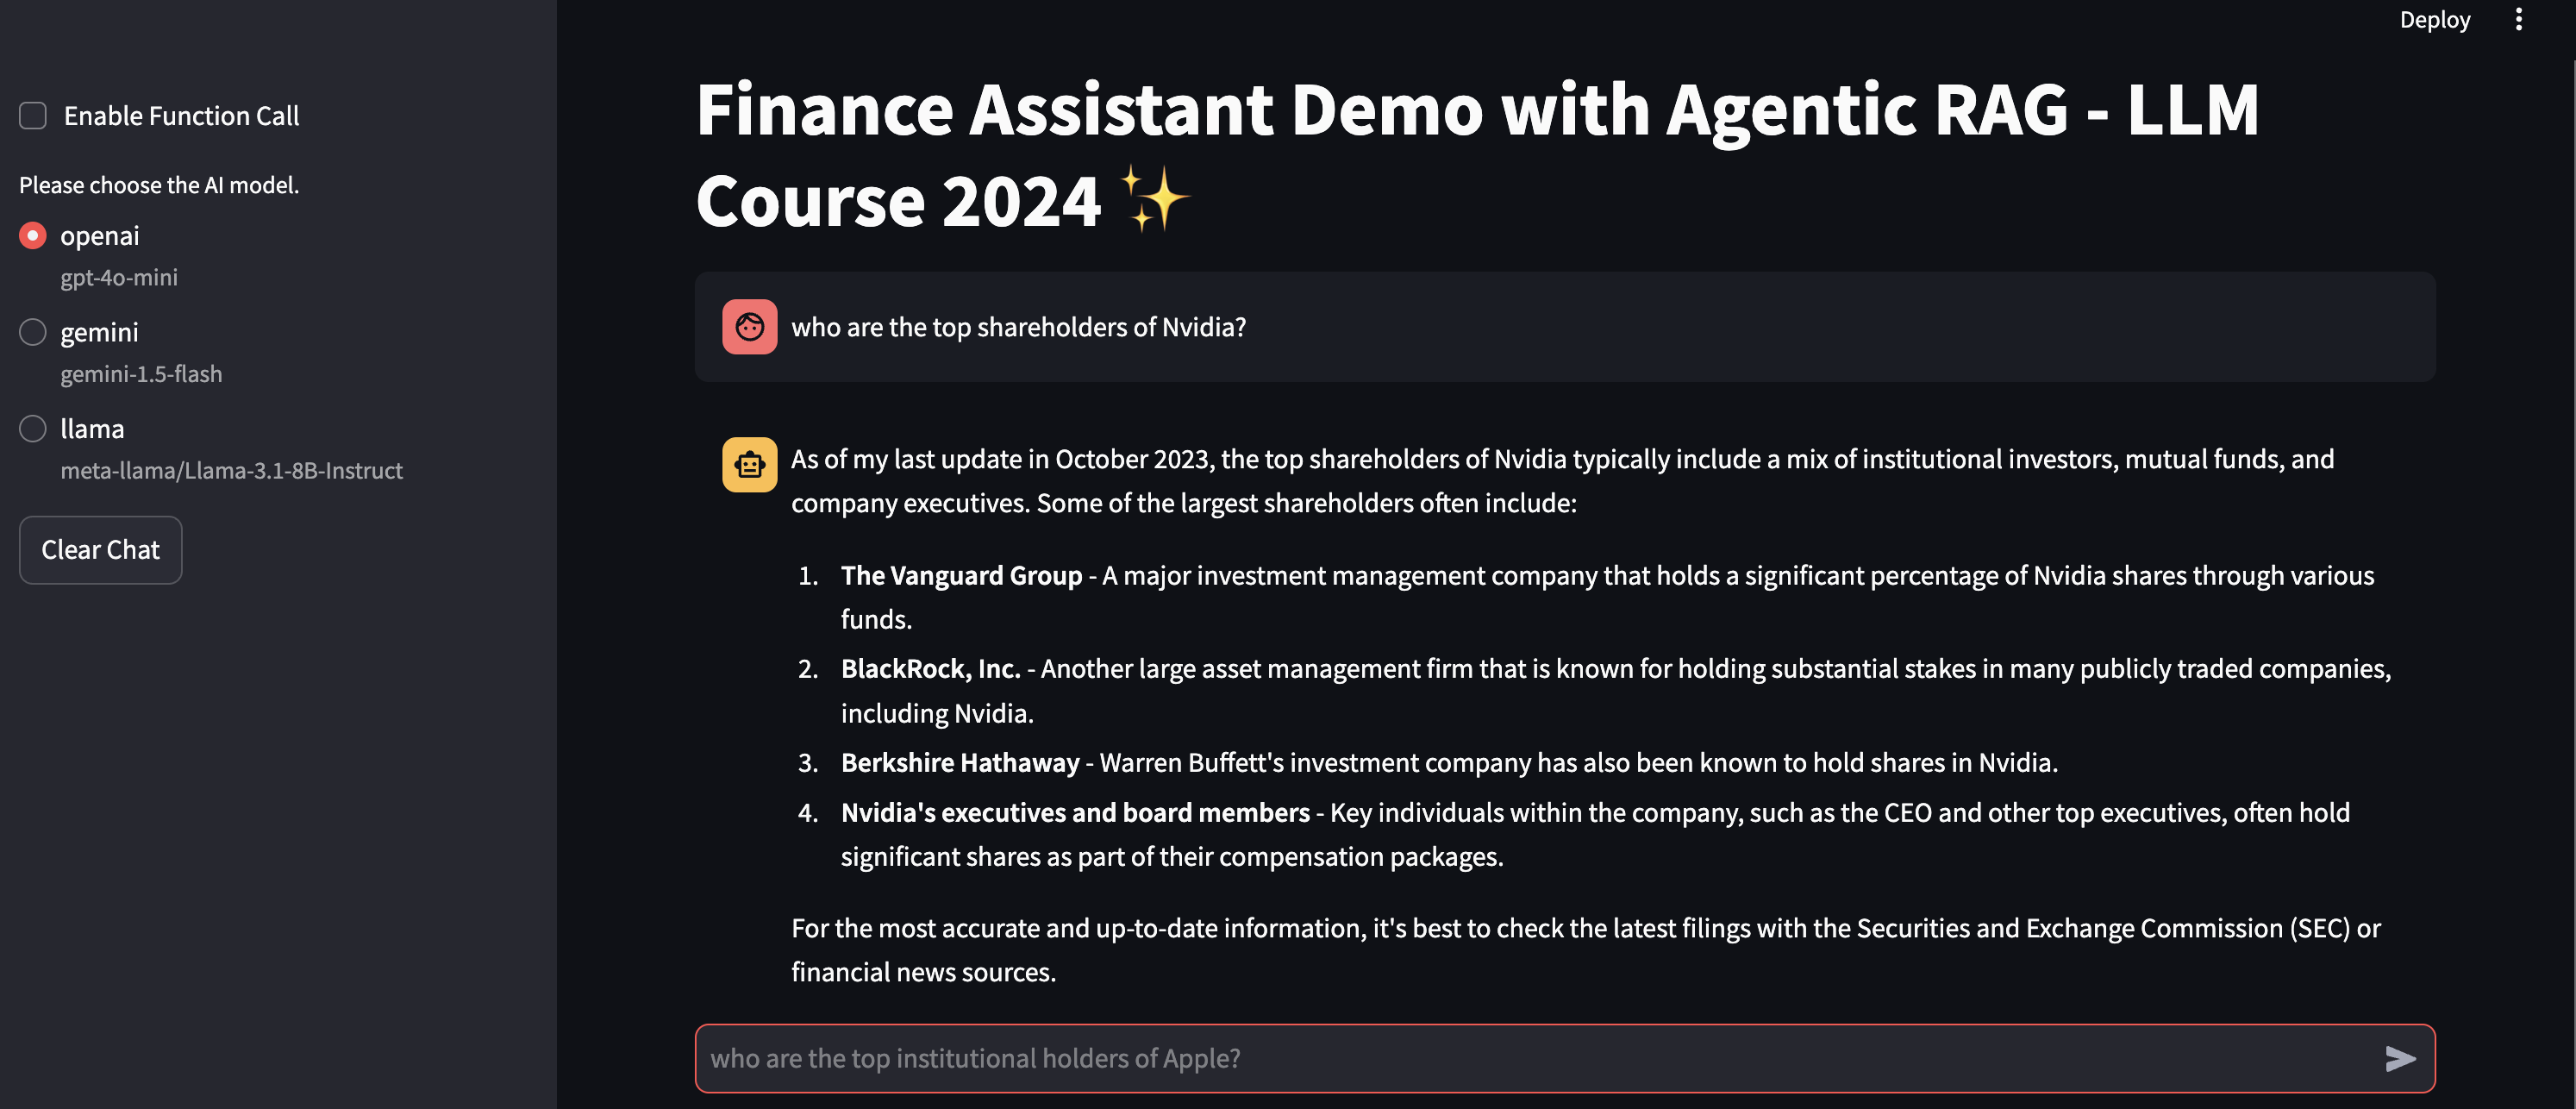 Deploy
Enable Function Call
Please choose the AI model.
openai
gpt-4o-mini
gemini
gemini-1.5-flash
llama
meta-llama/Llama-3.1-8B-Instruct
Clear Chat
Finance Assistant Demo with Agentic RAG - LLM
Course 2024 ✨
who are the top shareholders of Nvidia?
As of my last update in October 2023, the top shareholders of Nvidia typically include a mix of institutional investors, mutual funds, and
company executives. Some of the largest shareholders often include:
1. The Vanguard Group - A major investment management company that holds a significant percentage of Nvidia shares through various
funds.
2. BlackRock, Inc. - Another large asset management firm that is known for holding substantial stakes in many publicly traded companies,
including Nvidia.
3. Berkshire Hathaway - Warren Buffett's investment company has also been known to hold shares in Nvidia.
4. Nvidia's executives and board members - Key individuals within the company, such as the CEO and other top executives, often hold
significant shares as part of their compensation packages.
For the most accurate and up-to-date information, it's best to check the latest filings with the Securities and Exchange Commission (SEC) or
financial news sources.
who are the top institutional holders of Apple?